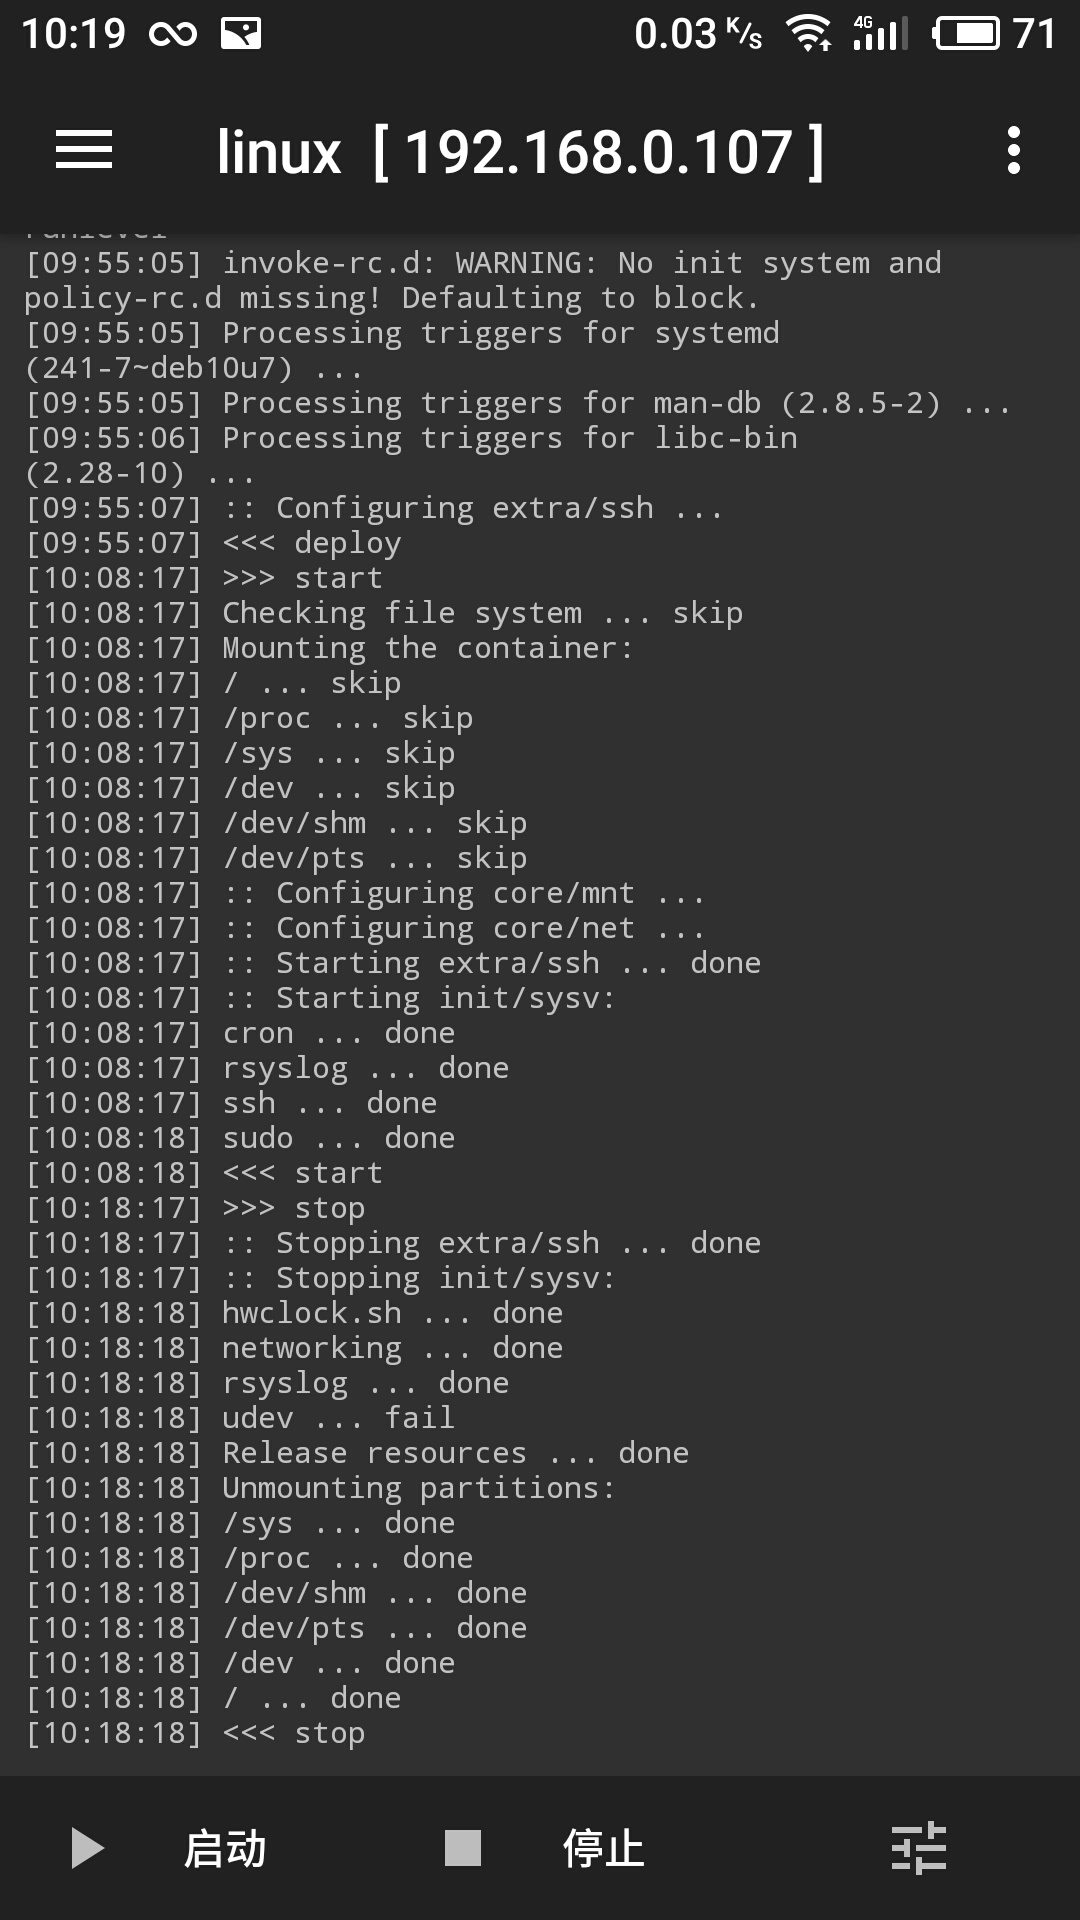 10:19 0.03 K/s 4G 71
linux [ 192.168.0.107 ]
runlevel
[09:55:05] invoke-rc.d: WARNING: No init system and
policy-rc.d missing! Defaulting to block.
[09:55:05] Processing triggers for systemd
(241-7~deb10u7) ...
[09:55:05] Processing triggers for man-db (2.8.5-2) ...
[09:55:06] Processing triggers for libc-bin
(2.28-10) ...
[09:55:07] :: Configuring extra/ssh ...
[09:55:07] <<< deploy
[10:08:17] >>> start
[10:08:17] Checking file system ... skip
[10:08:17] Mounting the container:
[10:08:17] / ... skip
[10:08:17] /proc ... skip
[10:08:17] /sys ... skip
[10:08:17] /dev ... skip
[10:08:17] /dev/shm ... skip
[10:08:17] /dev/pts ... skip
[10:08:17] :: Configuring core/mnt ...
[10:08:17] :: Configuring core/net ...
[10:08:17] :: Starting extra/ssh ... done
[10:08:17] :: Starting init/sysv:
[10:08:17] cron ... done
[10:08:17] rsyslog ... done
[10:08:17] ssh ... done
[10:08:18] sudo ... done
[10:08:18] <<< start
[10:18:17] >>> stop
[10:18:17] :: Stopping extra/ssh ... done
[10:18:17] :: Stopping init/sysv:
[10:18:18] hwclock.sh ... done
[10:18:18] networking ... done
[10:18:18] rsyslog ... done
[10:18:18] udev ... fail
[10:18:18] Release resources ... done
[10:18:18] Unmounting partitions:
[10:18:18] /sys ... done
[10:18:18] /proc ... done
[10:18:18] /dev/shm ... done
[10:18:18] /dev/pts ... done
[10:18:18] /dev ... done
[10:18:18] / ... done
[10:18:18] <<< stop
启动 停止